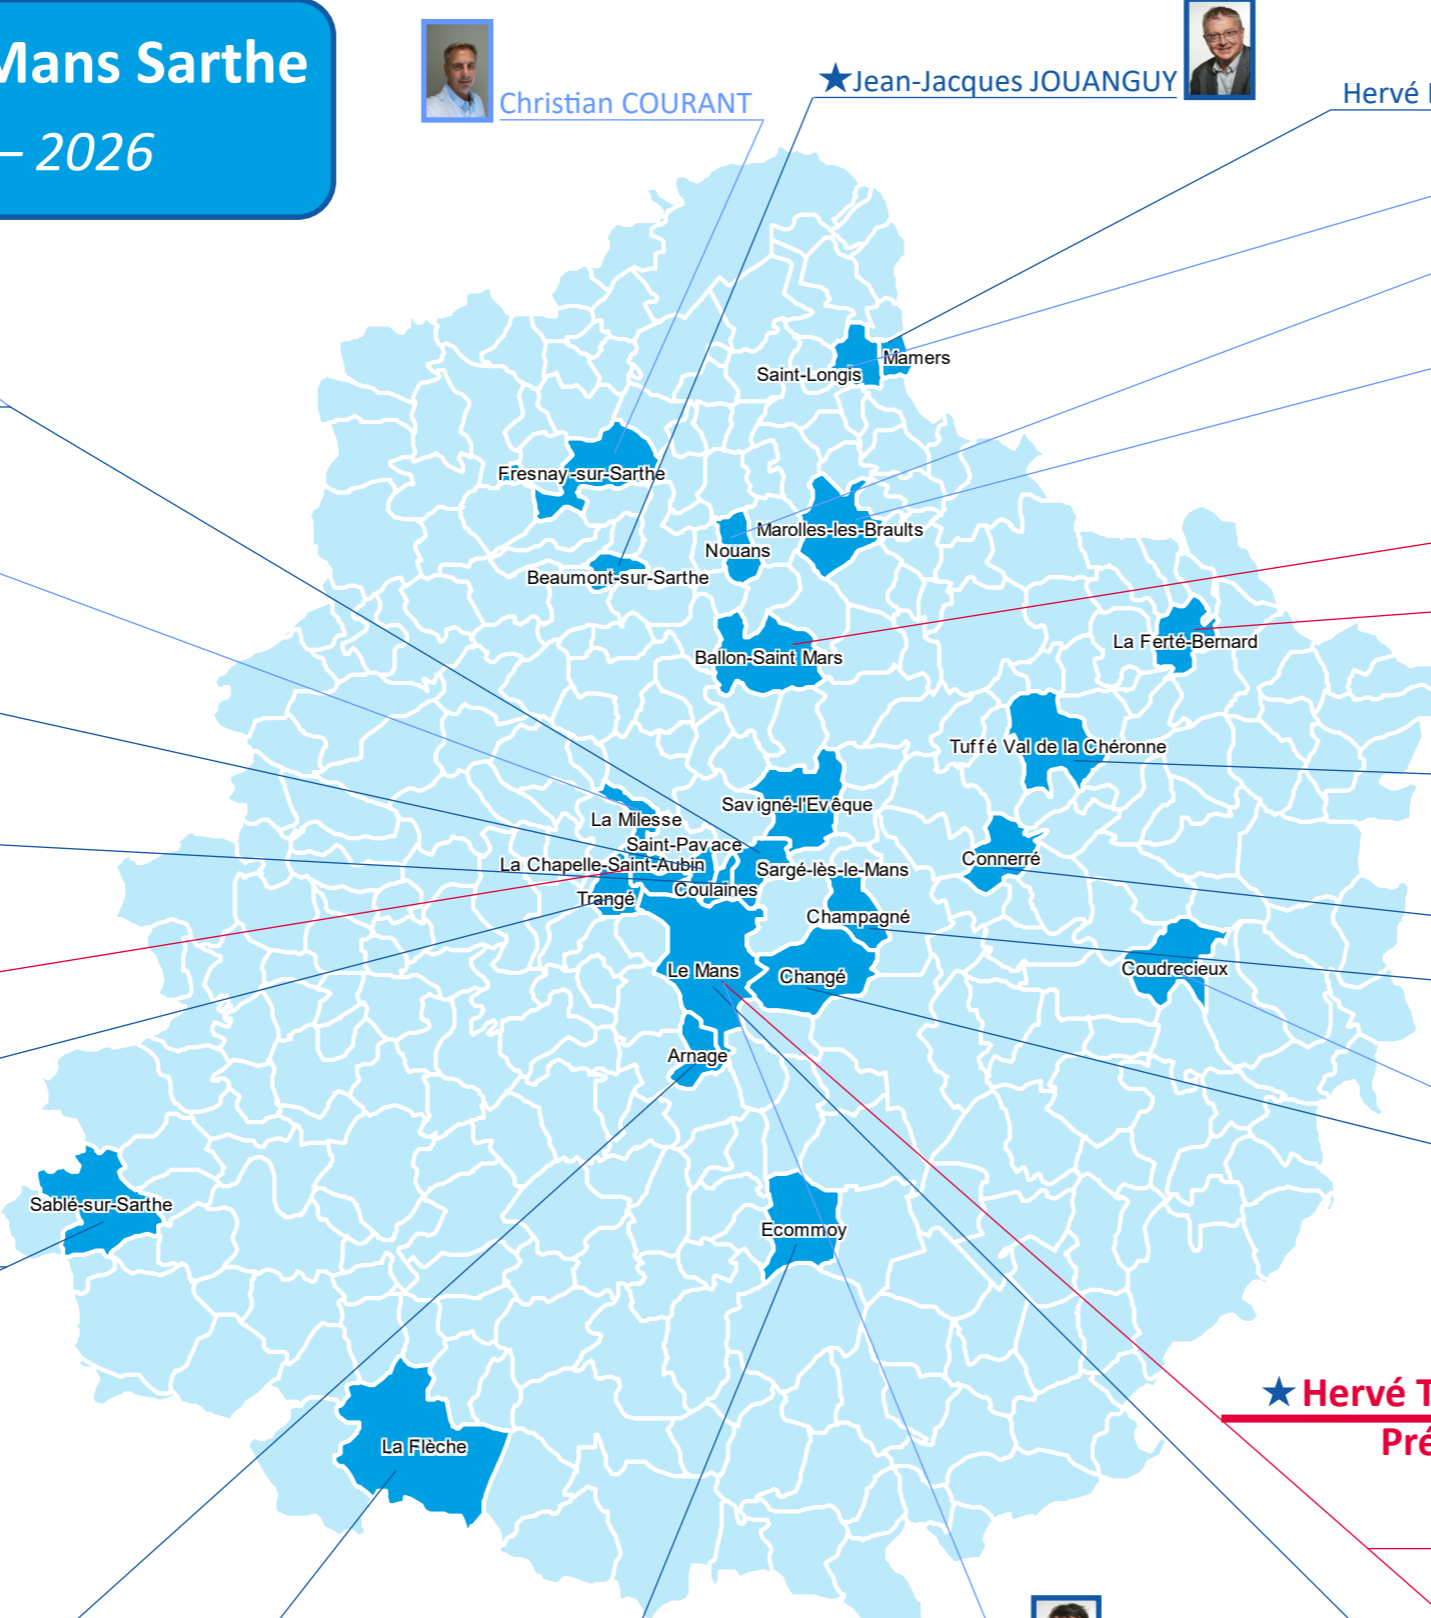 Mans Sarthe
– 2026
Christian COURANT
★Jean-Jacques JOUANGUY
Hervé
Mamers
Saint-Longis
Fresnay-sur-Sarthe
Marolles-les-Braults
Nouans
Beaumont-sur-Sarthe
La Ferté-Bernard
Ballon-Saint Mars
Tuffé Val de la Chéronne
Savigné-l'Evêque
La Milesse
Saint-Pavace
Connerré
La Chapelle-Saint-Aubin
Sargé-lès-le-Mans
Coulaines
Trangé
Champagné
Le Mans
Changé
Coudrecieux
Arnage
Sablé-sur-Sarthe
Ecommoy
★ Hervé T
Pré
La Flèche